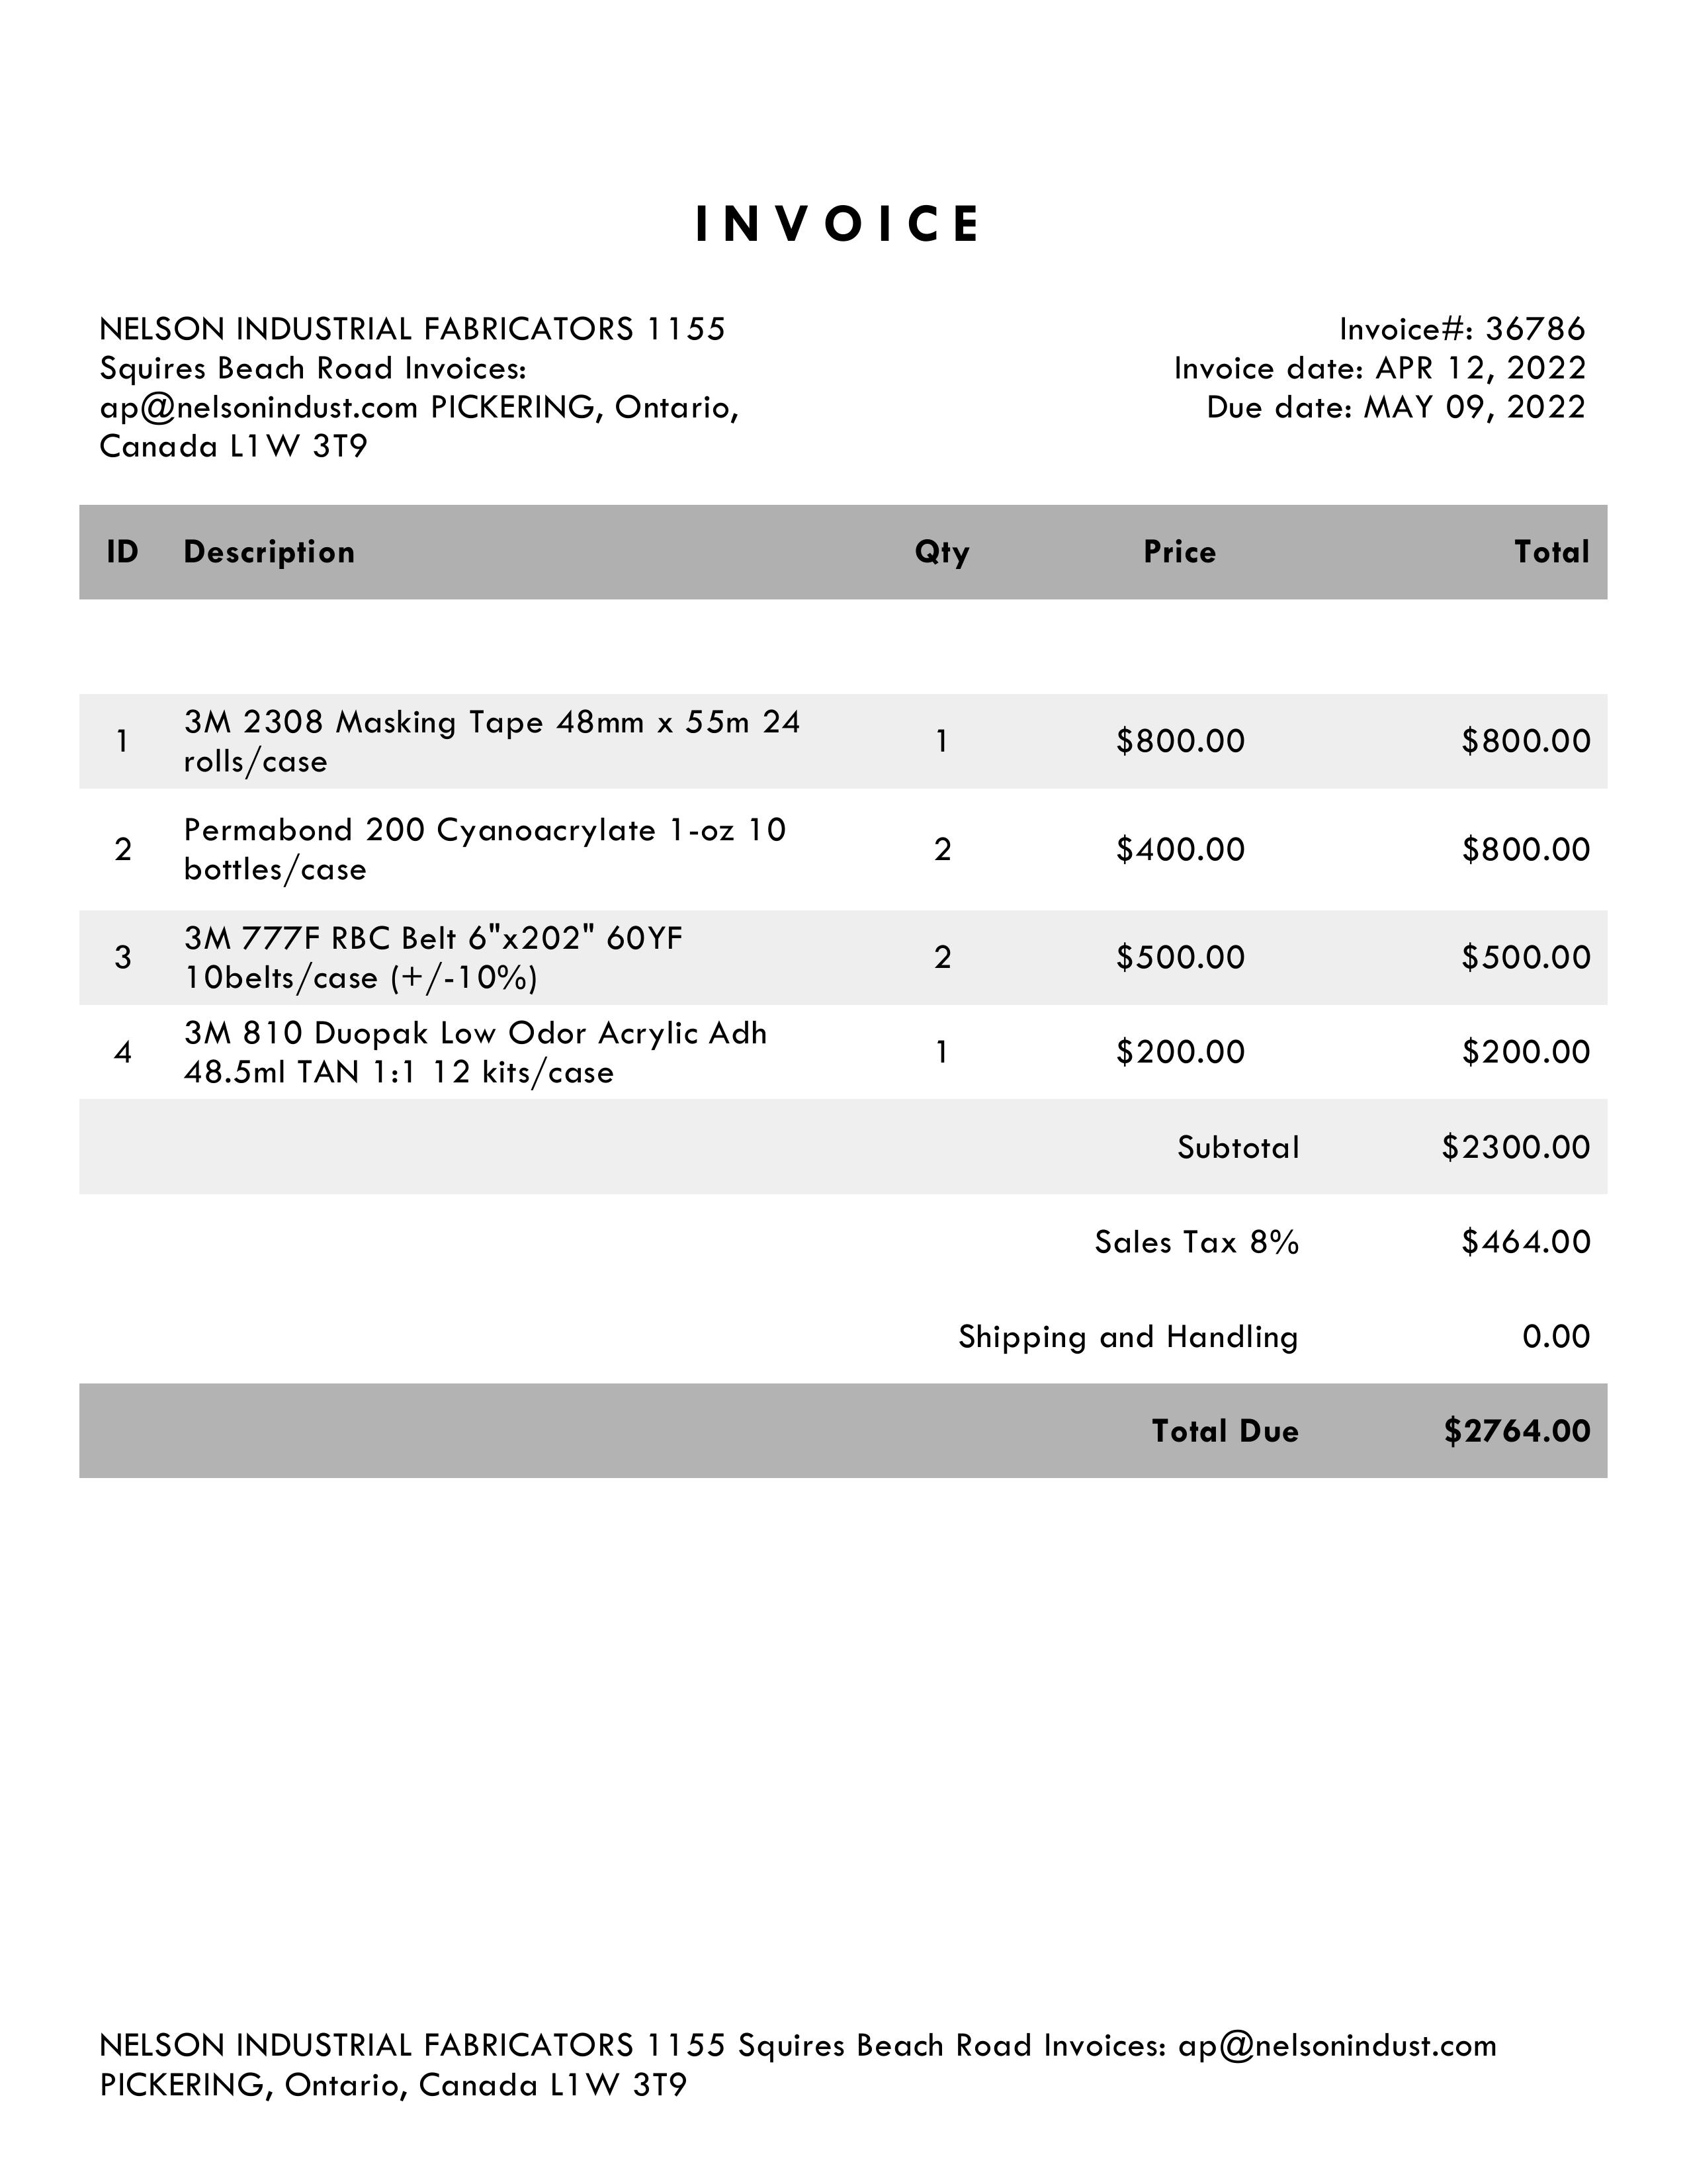 INVOICE
NELSON INDUSTRIAL FABRICATORS 1155
Squires Beach Road Invoices:
ap@nelsonindust.com PICKERING, Ontario,
Canada L1W 3T9
Invoice#: 36786
Invoice date: APR 12, 2022
Due date: MAY 09, 2022
ID Description Qty Price Total
1 3M 2308 Masking Tape 48mm x 55m 24
rolls/case 1 $800.00 $800.00
2 Permabond 200 Cyanoacrylate 1-oz 10
bottles/case 2 $400.00 $800.00
3 3M 777F RBC Belt 6"x202" 60YF
10belts/case (+/-10%) 2 $500.00 $500.00
4 3M 810 Duopak Low Odor Acrylic Adh
48.5ml TAN 1:1 12 kits/case 1 $200.00 $200.00
Subtotal $2300.00
Sales Tax 8% $464.00
Shipping and Handling 0.00
Total Due $2764.00
NELSON INDUSTRIAL FABRICATORS 1155 Squires Beach Road Invoices: ap@nelsonindust.com
PICKERING, Ontario, Canada L1W 3T9